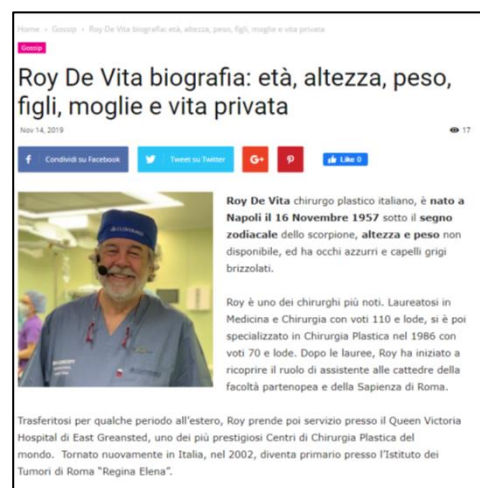 Home › Gossip › Roy De Vita biografia: età, altezza, peso, figli, moglie e vita privata
Gossip
Roy De Vita biografia: età, altezza, peso,
figli, moglie e vita privata
Nov 14, 2019
17
Condividi su Facebook
Tweet su Twitter
G+
Like 0
Roy De Vita chirurgo plastico italiano, è nato a
Napoli il 16 Novembre 1957 sotto il segno
zodiacale dello scorpione, altezza e peso non
disponibile, ed ha occhi azzurri e capelli grigi
brizzolati.
Roy è uno dei chirurghi più noti. Laureatosi in
Medicina e Chirurgia con voti 110 e lode, si è poi
specializzato in Chirurgia Plastica nel 1986 con
voti 70 e lode. Dopo le lauree, Roy ha iniziato a
ricoprire il ruolo di assistente alle cattedre della
facoltà partenopea e della Sapienza di Roma.
Trasferitosi per qualche periodo all'estero, Roy prende poi servizio presso il Queen Victoria
Hospital di East Greansted, uno dei più prestigiosi Centri di Chirurgia Plastica del
mondo. Tornato nuovamente in Italia, nel 2002, diventa primario presso l'Istituto dei
Tumori di Roma "Regina Elena".